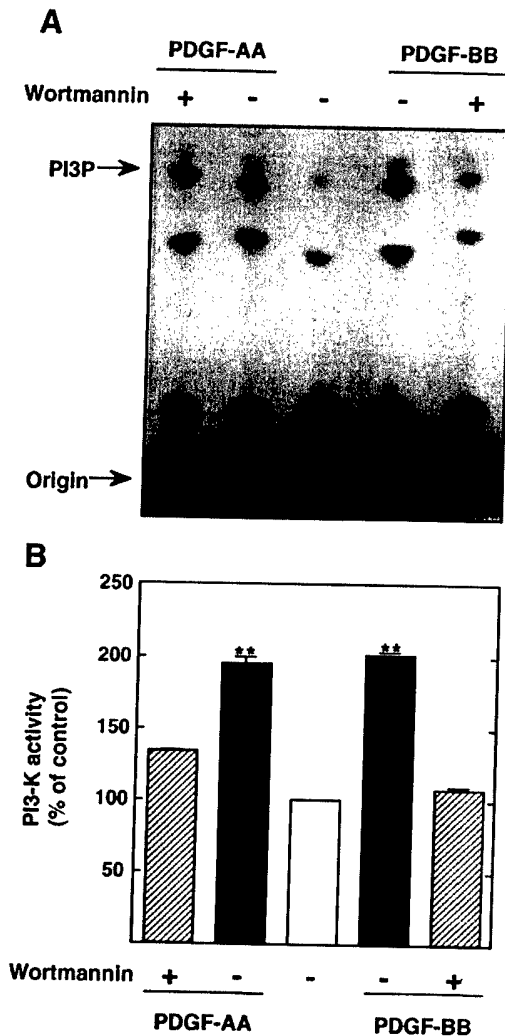 A
PDGF-AA PDGF-BB
Wortmannin + - - - +
PI3P
Origin
B
250
200
150
100
50
PI3-K activity
(% of control)
** **
Wortmannin + - - - +
PDGF-AA PDGF-BB